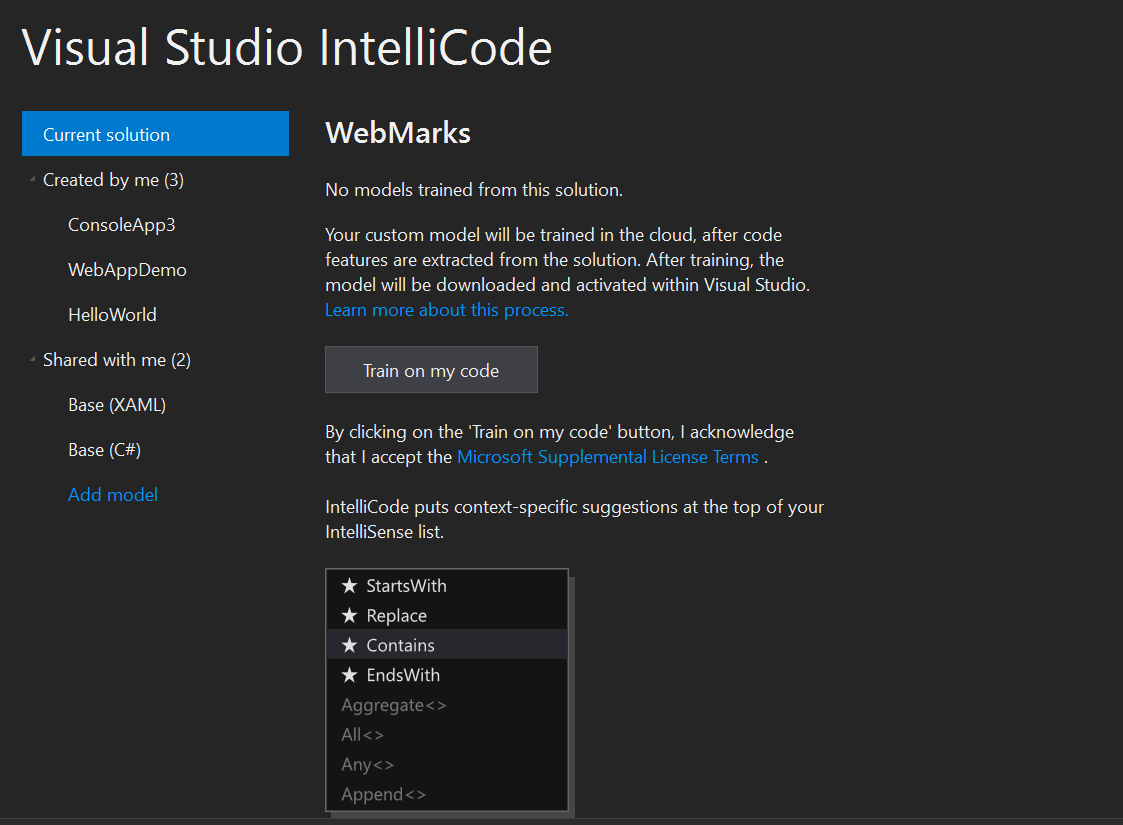 Visual Studio IntelliCode
Current solution
Created by me (3)
ConsoleApp3
WebAppDemo
HelloWorld
Shared with me (2)
Base (XAML)
Base (C#)
Add model
WebMarks
No models trained from this solution.
Your custom model will be trained in the cloud, after code
features are extracted from the solution. After training, the
model will be downloaded and activated within Visual Studio.
Learn more about this process.
Train on my code
By clicking on the 'Train on my code' button, I acknowledge
that I accept the Microsoft Supplemental License Terms .
IntelliCode puts context-specific suggestions at the top of your
IntelliSense list.
★ StartsWith
★ Replace
★ Contains
★ EndsWith
Aggregate<>
All<>
Any<>
Append<>